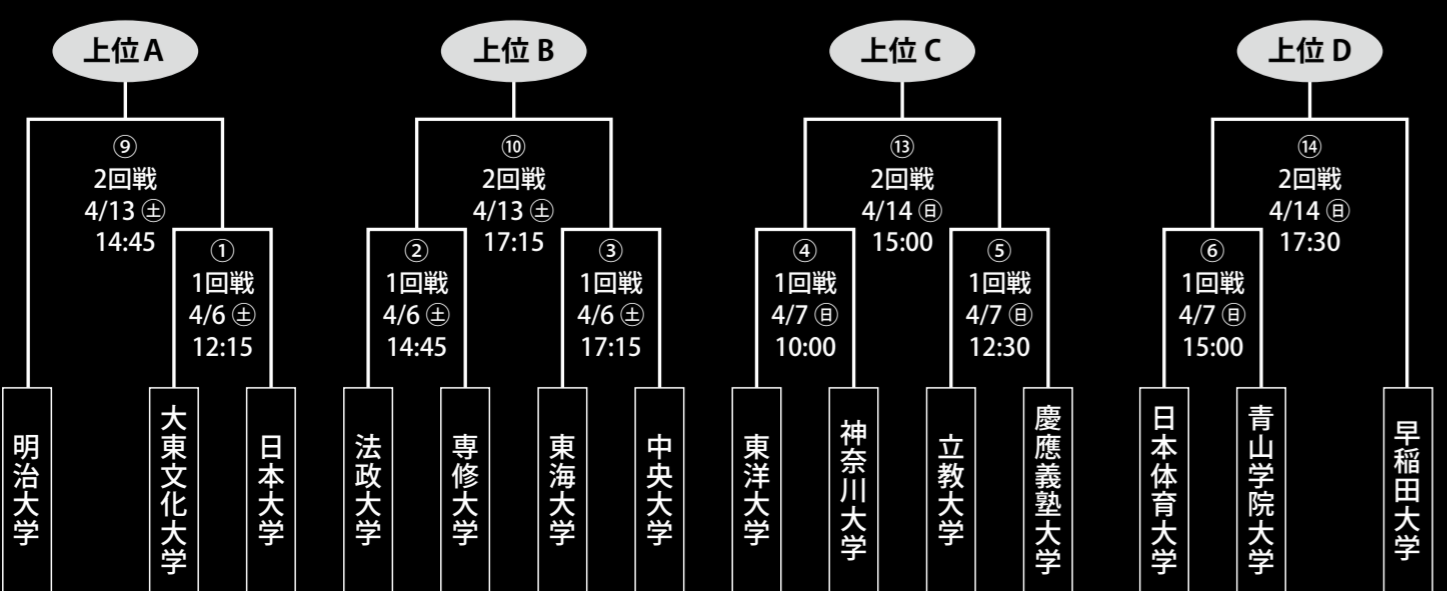 上位 A
上位 B
上位 C
上位 D
⑨
2回戦
4/13 ㊏
14:45
⑩
2回戦
4/13 ㊏
17:15
⑬
2回戦
4/14 ㊐
15:00
⑭
2回戦
4/14 ㊐
17:30
①
1回戦
4/6 ㊏
12:15
②
1回戦
4/6 ㊏
14:45
③
1回戦
4/6 ㊏
17:15
④
1回戦
4/7 ㊐
10:00
⑤
1回戦
4/7 ㊐
12:30
⑥
1回戦
4/7 ㊐
15:00
明治大学
大東文化大学
日本大学
法政大学
専修大学
東海大学
中央大学
東洋大学
神奈川大学
立教大学
慶應義塾大学
日本体育大学
青山学院大学
早稲田大学